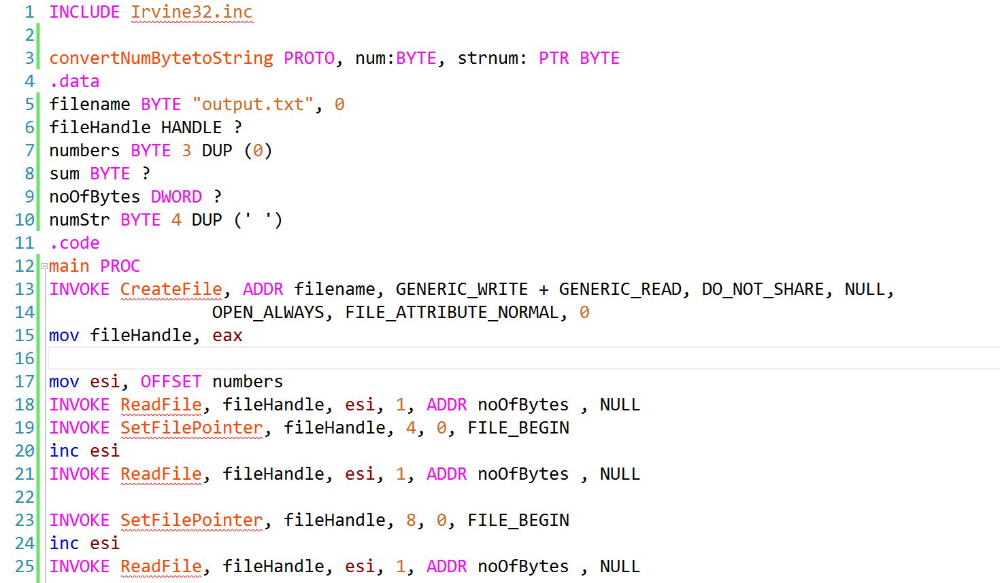 1 INCLUDE Irvine32.inc
2
3 convertNumBytetoString PROTO, num:BYTE, strnum: PTR BYTE
4 .data
5 filename BYTE "output.txt", 0
6 fileHandle HANDLE ?
7 numbers BYTE 3 DUP (0)
8 sum BYTE ?
9 noOfBytes DWORD ?
10 numStr BYTE 4 DUP (' ')
11 .code
12 main PROC
13 INVOKE CreateFile, ADDR filename, GENERIC_WRITE + GENERIC_READ, DO_NOT_SHARE, NULL,
14 OPEN_ALWAYS, FILE_ATTRIBUTE_NORMAL, 0
15 mov fileHandle, eax
16
17 mov esi, OFFSET numbers
18 INVOKE ReadFile, fileHandle, esi, 1, ADDR noOfBytes , NULL
19 INVOKE SetFilePointer, fileHandle, 4, 0, FILE_BEGIN
20 inc esi
21 INVOKE ReadFile, fileHandle, esi, 1, ADDR noOfBytes , NULL
22
23 INVOKE SetFilePointer, fileHandle, 8, 0, FILE_BEGIN
24 inc esi
25 INVOKE ReadFile, fileHandle, esi, 1, ADDR noOfBytes , NULL